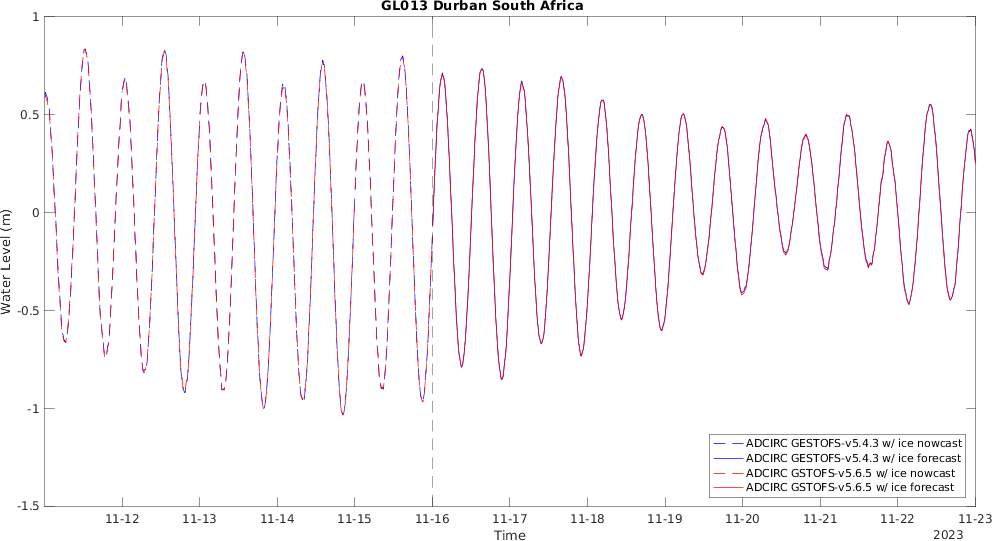 GL013 Durban South Africa
1
0.5
0
-0.5
-1
-1.5
Water Level (m)
ADCIRC GESTOFS-v5.4.3 w/ ice nowcast
ADCIRC GESTOFS-v5.4.3 w/ ice forecast
ADCIRC GSTOFS-v5.6.5 w/ ice nowcast
ADCIRC GSTOFS-v5.6.5 w/ ice forecast
11-12 11-13 11-14 11-15 11-16 11-17 11-18 11-19 11-20 11-21 11-22 11-23
Time
2023